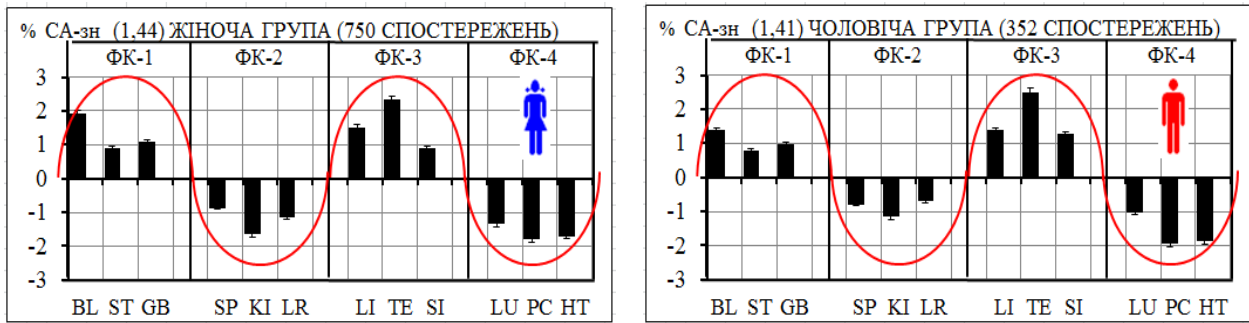 % СА-зн (1,44) ЖІНОЧА ГРУПА (750 СПОСТЕРЕЖЕНЬ)
ФК-1 ФК-2 ФК-3 ФК-4
3
2
1
0
-1
-2
-3
BL ST GB SP KI LR LI TE SI LU PC HT
% СА-зн (1,41) ЧОЛОВІЧА ГРУПА (352 СПОСТЕРЕЖЕНЬ)
ФК-1 ФК-2 ФК-3 ФК-4
3
2
1
0
-1
-2
-3
BL ST GB SP KI LR LI TE SI LU PC HT